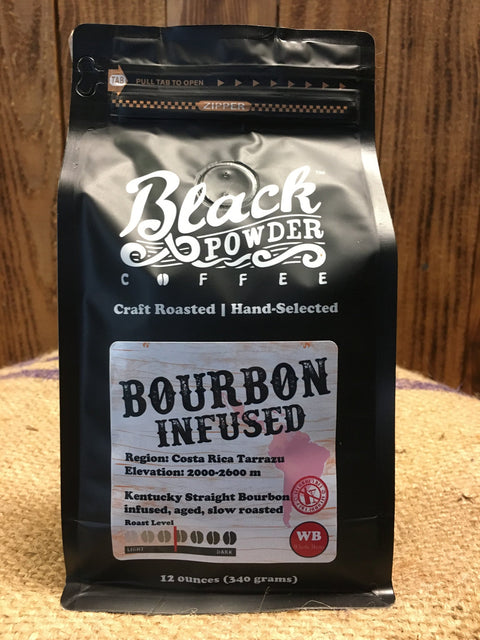 TAB
PULL TAB TO OPEN
ZIPPER
Black
POWDER
COFFEE
Craft Roasted | Hand-Selected
BOURBON
INFUSED
Region: Costa Rica Tarrazu
Elevation: 2000-2600 m
Kentucky Straight Bourbon
infused, aged, slow roasted
Roast Level
LIGHT DARK
WB
12 ounces (340 grams)